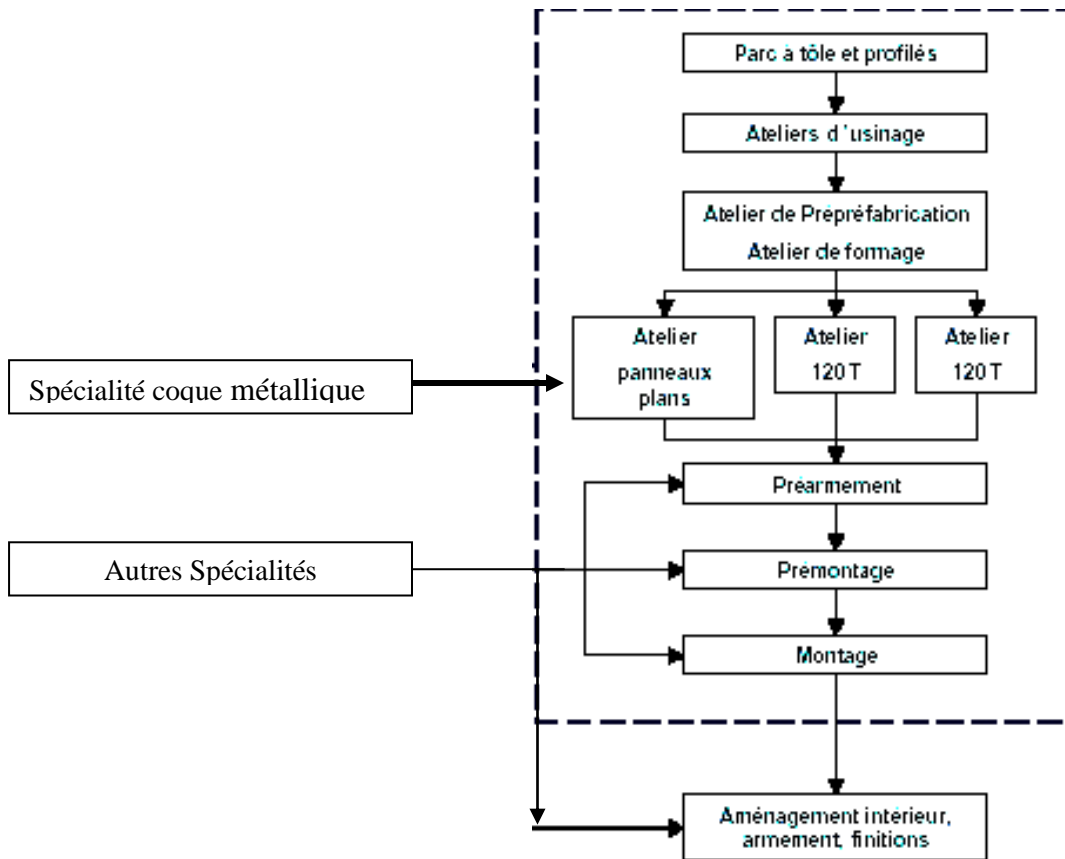 Parc à tôle et profilés
Ateliers d'usinage
Atelier de Prépréfabrication
Atelier de formage
Atelier
panneaux
plans
Atelier
120 T
Atelier
120 T
Spécialité coque métallique
Préarmement
Autres Spécialités
Prémontage
Montage
Aménagement intérieur,
armement, finitions